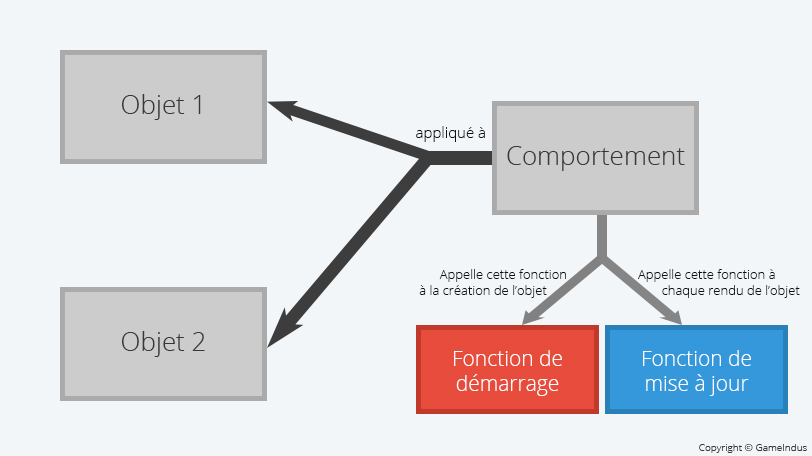 Objet 1
appliqué à
Comportement
Appelle cette fonction
à la création de l'objet
Appelle cette fonction à
chaque rendu de l'objet
Objet 2
Fonction de
démarrage
Fonction de
mise à jour
Copyright © GameIndus